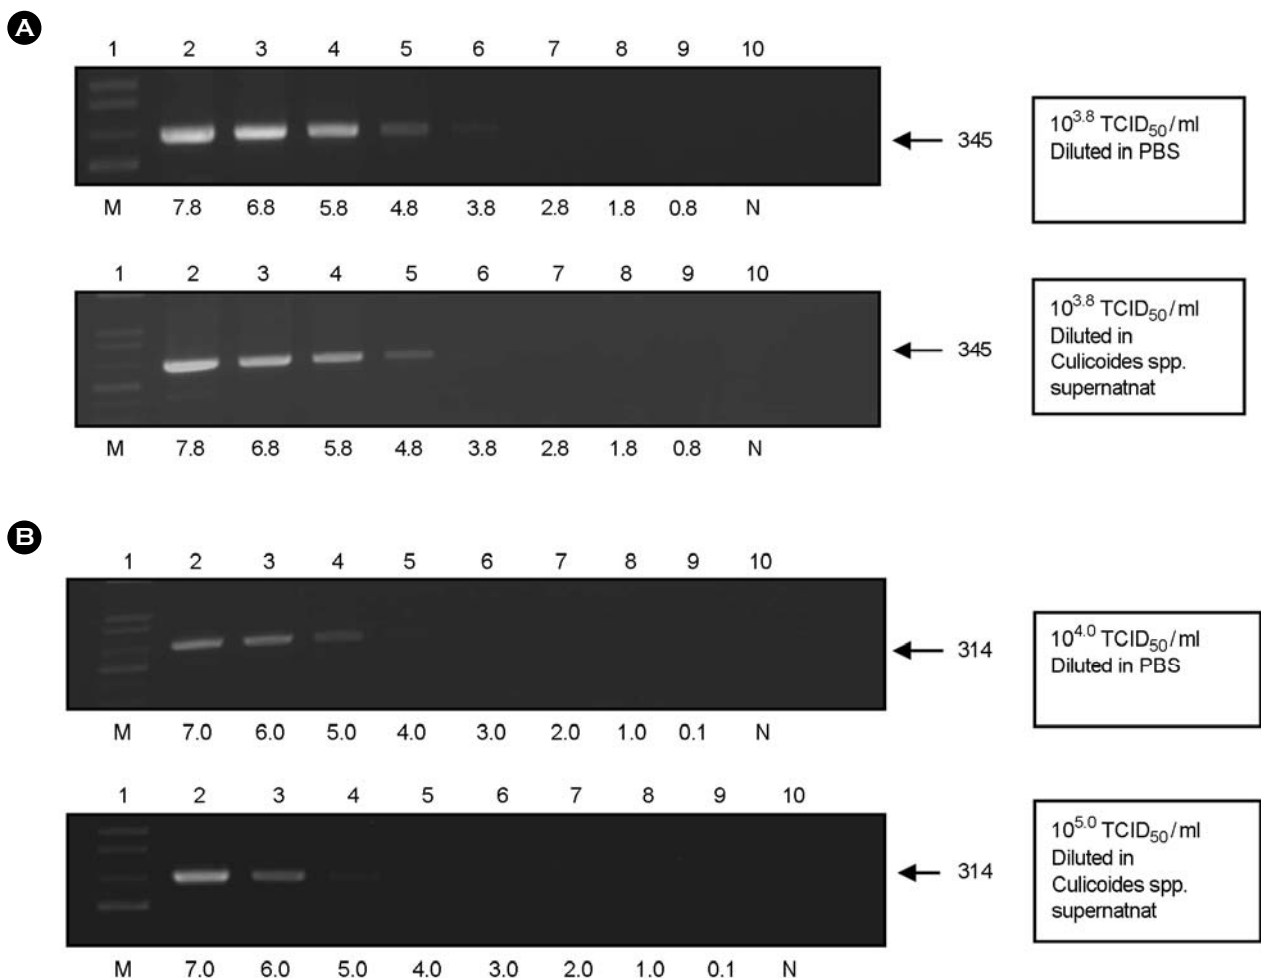 A
1 2 3 4 5 6 7 8 9 10
345
M 7.8 6.8 5.8 4.8 3.8 2.8 1.8 0.8 N
10^3.8 TCID50/ml
Diluted in PBS
1 2 3 4 5 6 7 8 9 10
345
M 7.8 6.8 5.8 4.8 3.8 2.8 1.8 0.8 N
10^3.8 TCID50/ml
Diluted in
Culicoides spp.
supernatnat
B
1 2 3 4 5 6 7 8 9 10
314
M 7.0 6.0 5.0 4.0 3.0 2.0 1.0 0.1 N
10^4.0 TCID50/ml
Diluted in PBS
1 2 3 4 5 6 7 8 9 10
314
M 7.0 6.0 5.0 4.0 3.0 2.0 1.0 0.1 N
10^5.0 TCID50/ml
Diluted in
Culicoides spp.
supernatnat